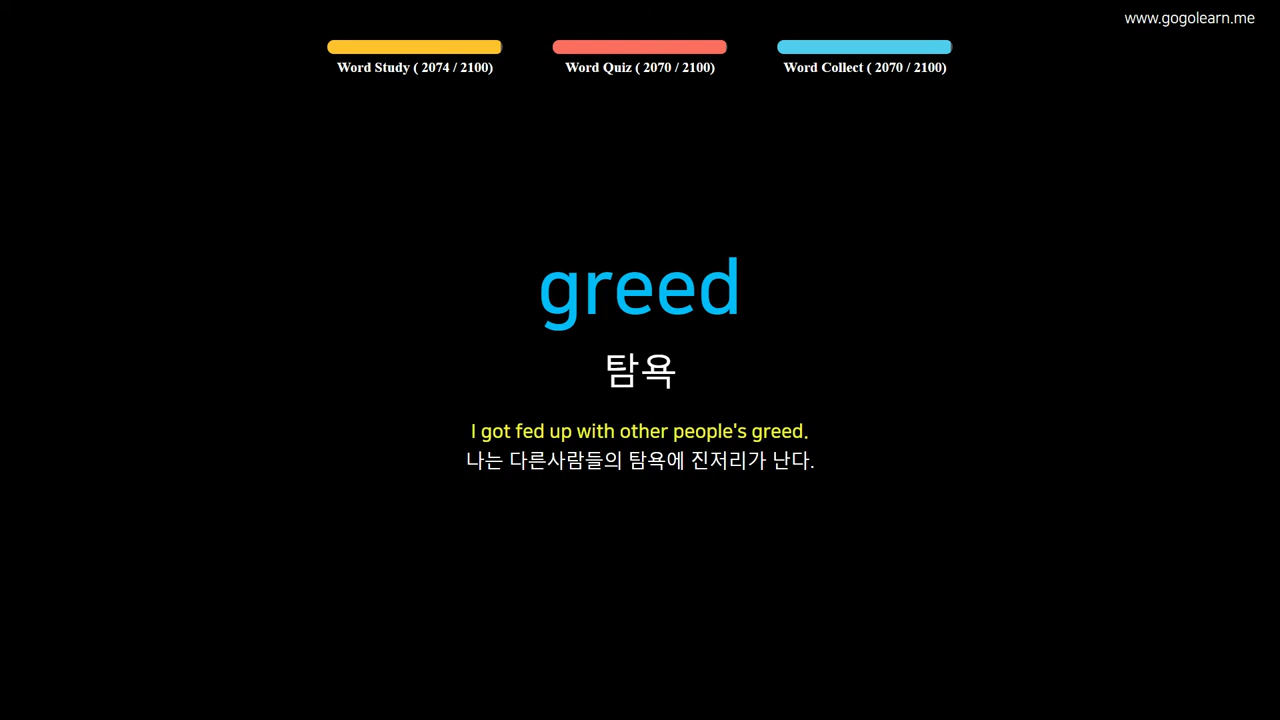 www.gogolearn.me
Word Study ( 2074 / 2100)
Word Quiz ( 2070 / 2100)
Word Collect ( 2070 / 2100)
greed
탐욕
I got fed up with other people's greed.
나는 다른사람들의 탐욕에 진저리가 난다.